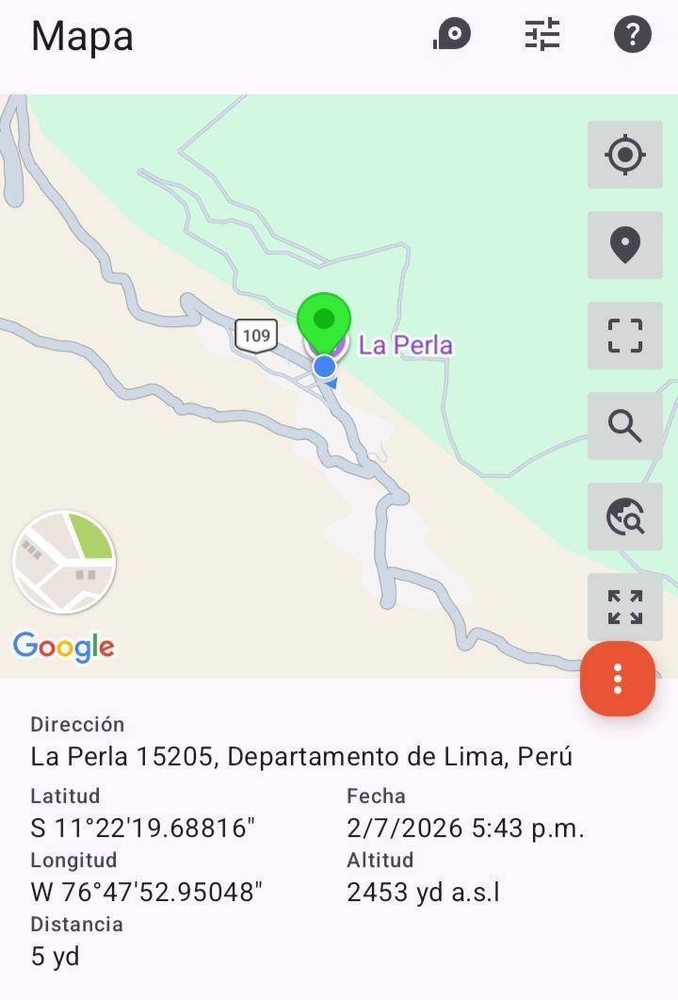 Mapa
109
La Perla
Google
Dirección
La Perla 15205, Departamento de Lima, Perú
Latitud
S 11°22'19.68816"
Fecha
2/7/2026 5:43 p.m.
Longitud
W 76°47'52.95048"
Altitud
2453 yd a.s.l
Distancia
5 yd